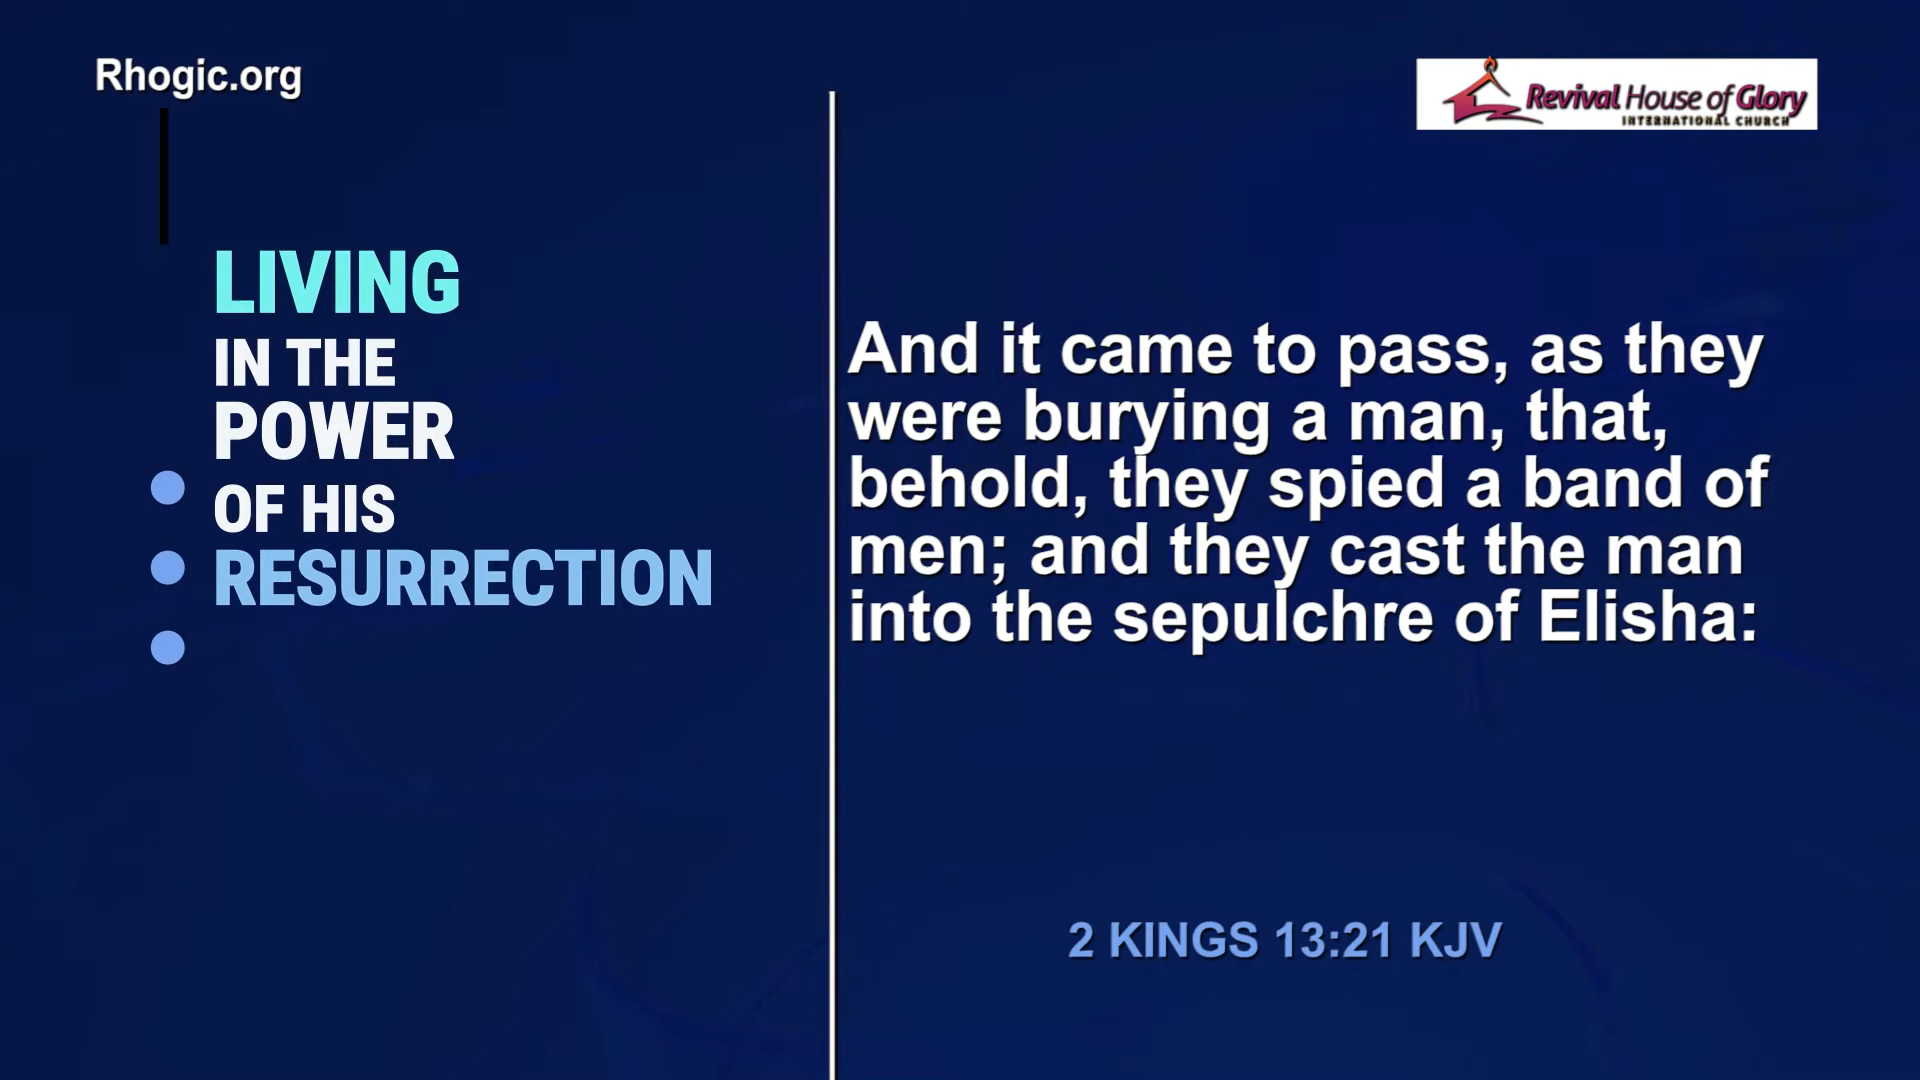 Rhogic.org
Revival House of Glory
INTERNATIONAL CHURCH
LIVING
IN THE
POWER
OF HIS
RESURRECTION
And it came to pass, as they
were burying a man, that,
behold, they spied a band of
men; and they cast the man
into the sepulchre of Elisha:
2 KINGS 13:21 KJV